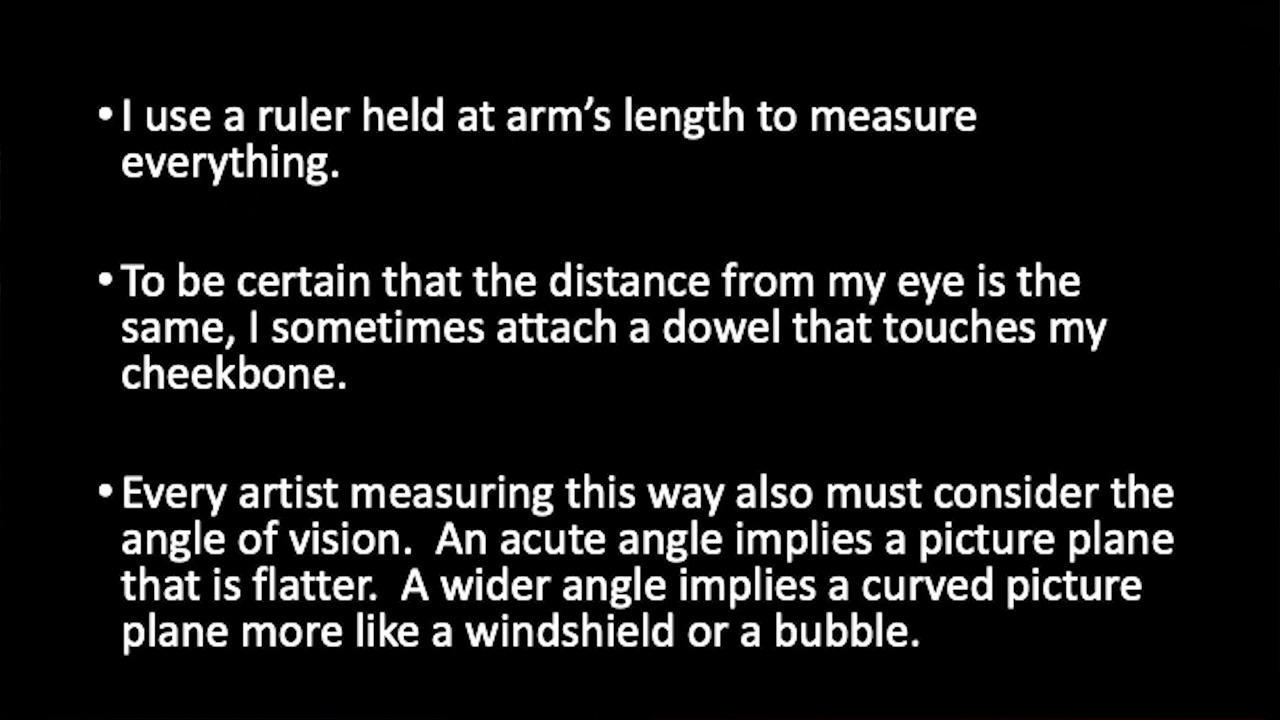 • I use a ruler held at arm’s length to measure
everything.
• To be certain that the distance from my eye is the
same, I sometimes attach a dowel that touches my
cheekbone.
• Every artist measuring this way also must consider the
angle of vision.  An acute angle implies a picture plane
that is flatter.  A wider angle implies a curved picture
plane more like a windshield or a bubble.